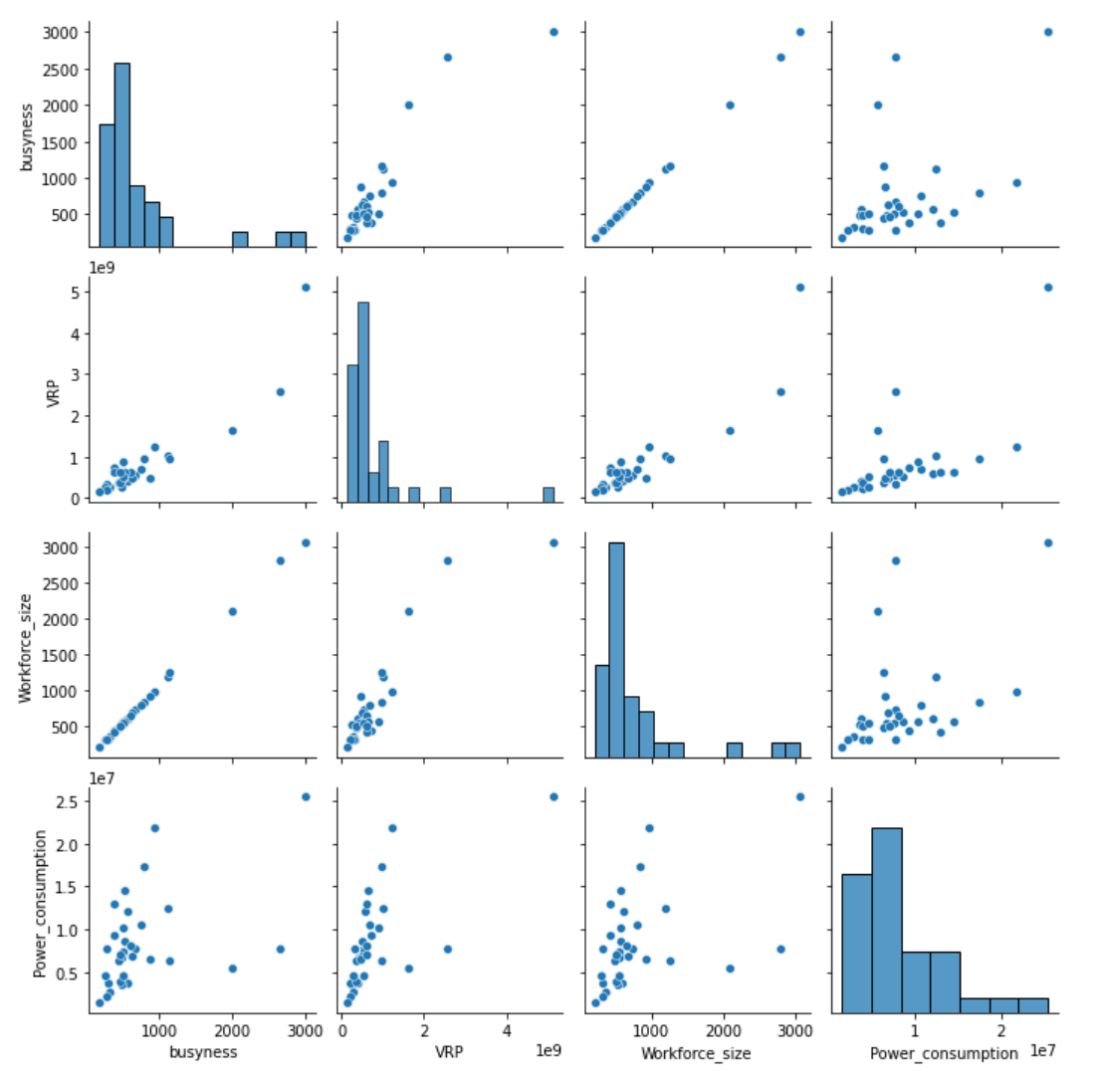 3000
2500
2000
1500
1000
500
busyness
1e9
5
4
3
2
1
0
VRP
3000
2500
2000
1500
1000
500
Workforce_size
1e7
2.5
2.0
1.5
1.0
0.5
Power_consumption
1000 2000 3000
busyness
0 2 4
VRP 1e9
1000 2000 3000
Workforce_size
1 2
Power_consumption 1e7